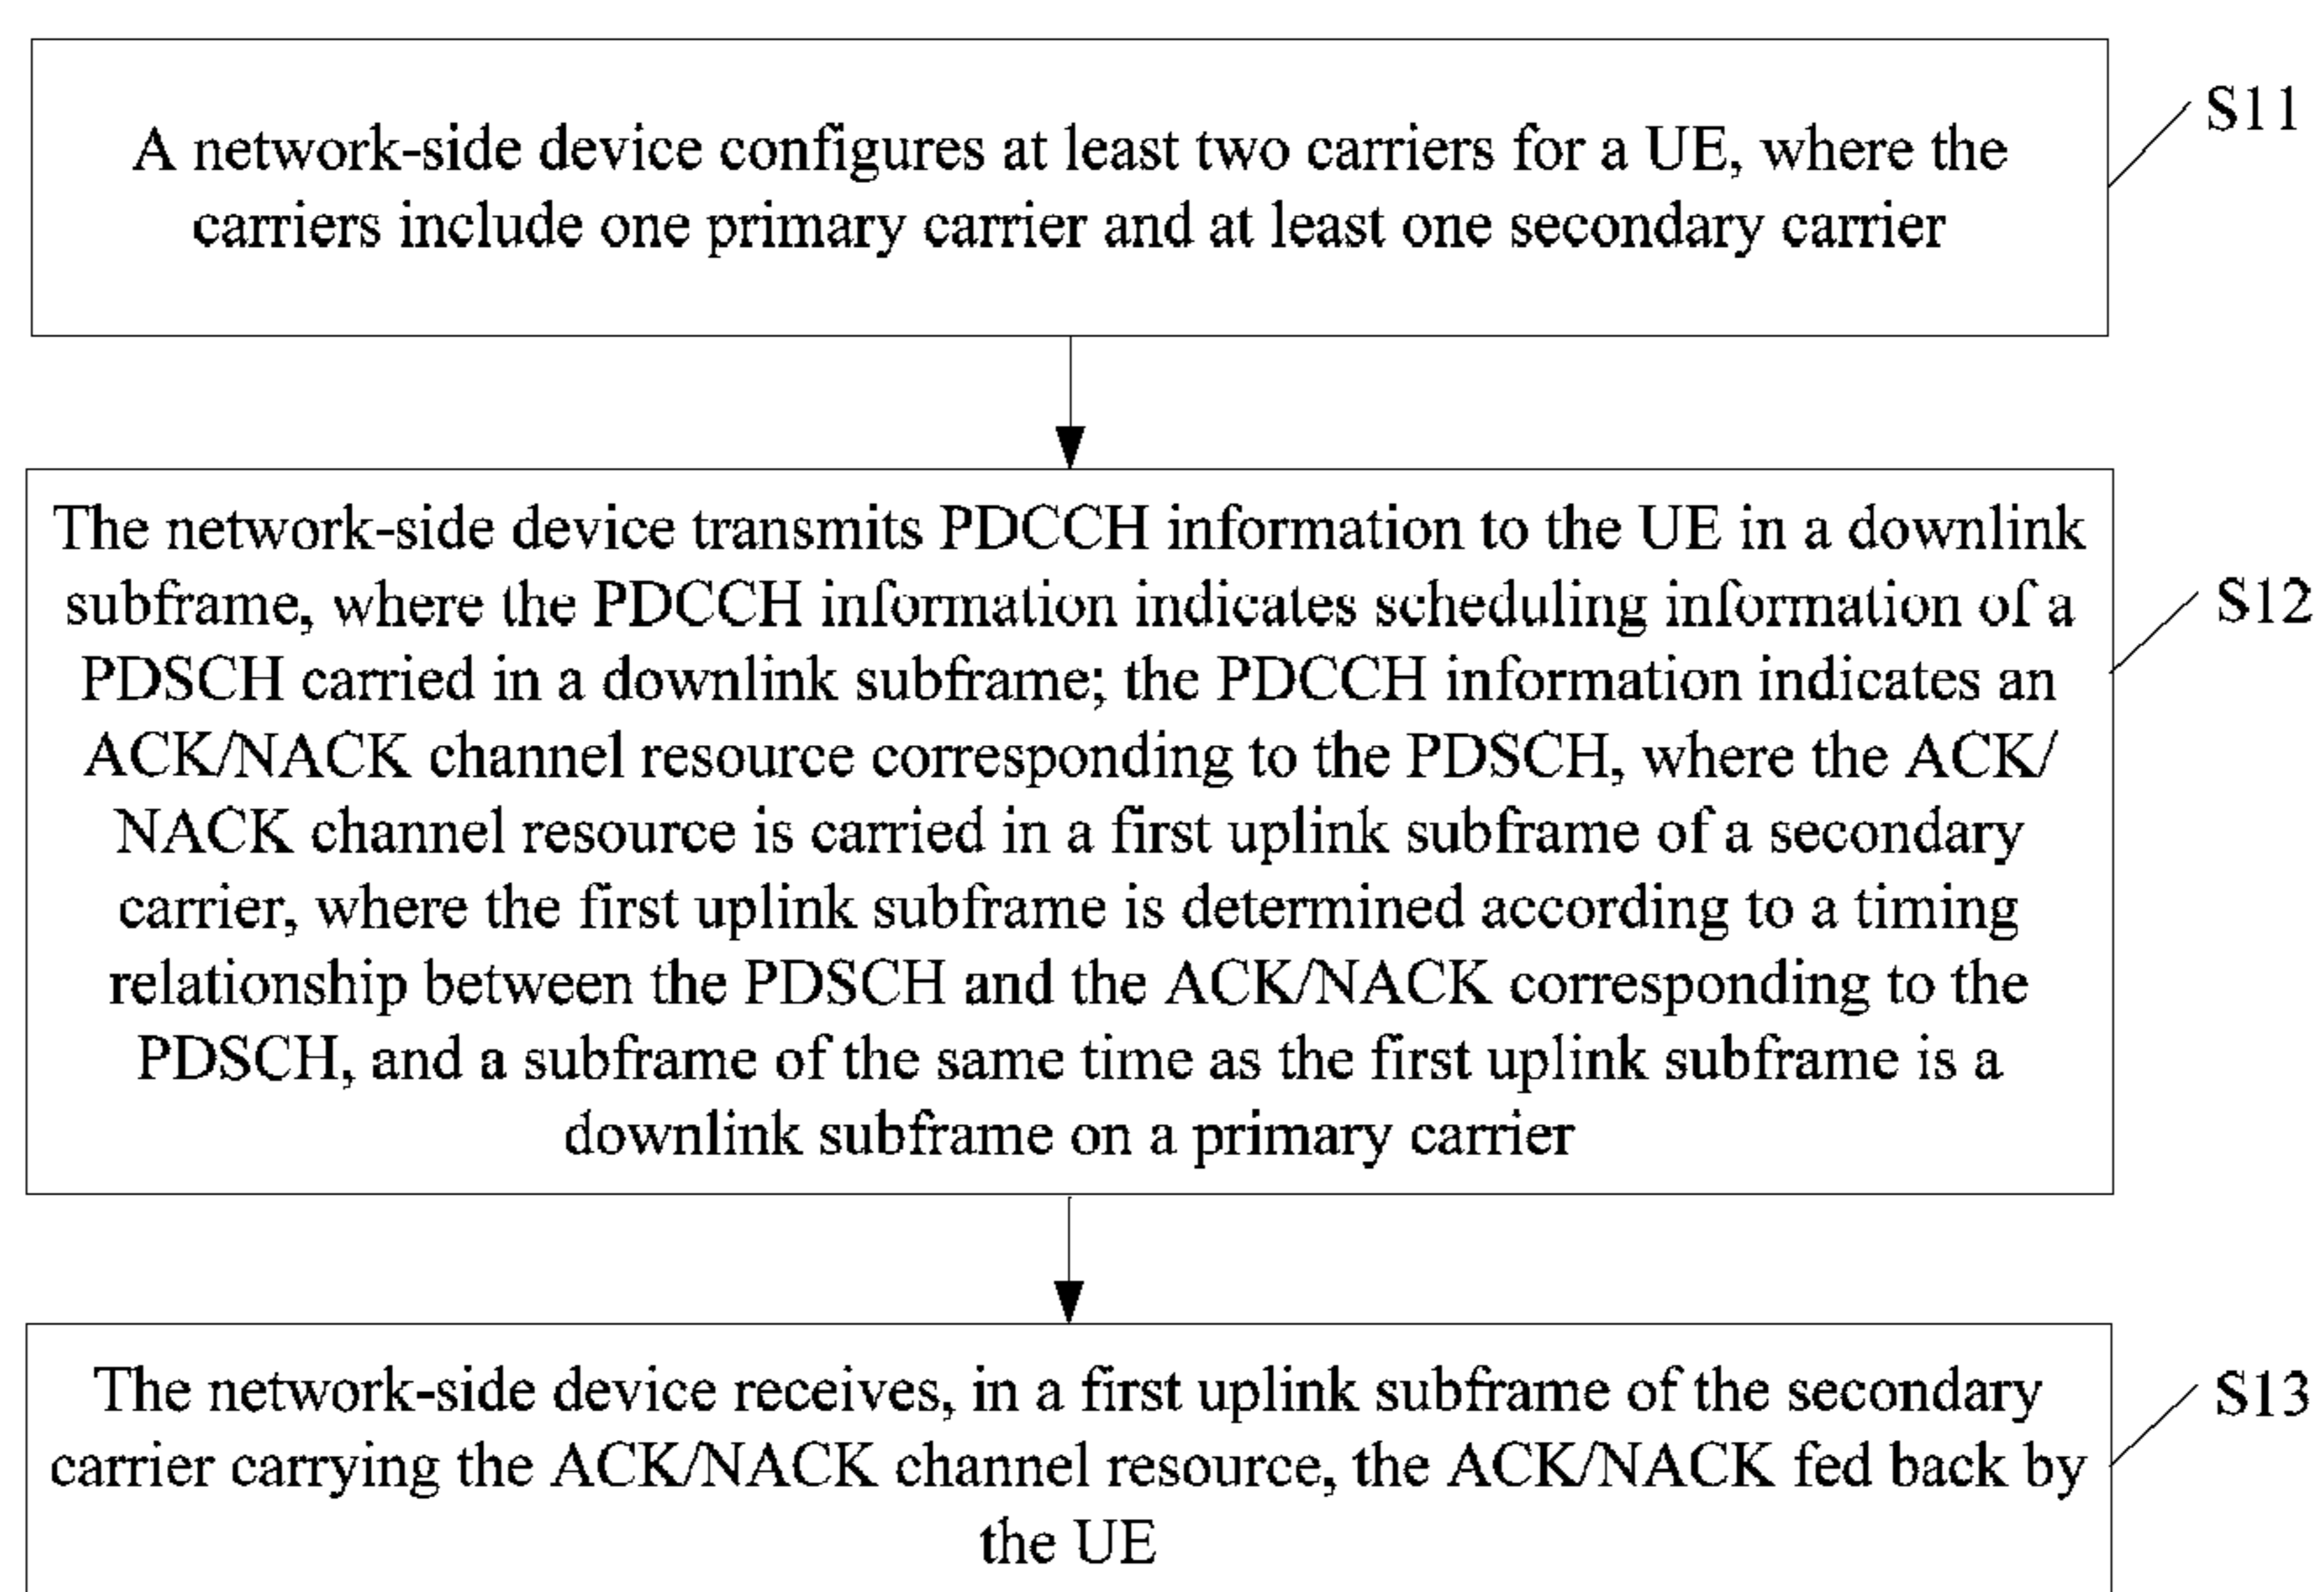 A network-side device configures at least two carriers for a UE, where the
carriers include one primary carrier and at least one secondary carrier
S11
The network-side device transmits PDCCH information to the UE in a downlink
subframe, where the PDCCH information indicates scheduling information of a
PDSCH carried in a downlink subframe; the PDCCH information indicates an
ACK/NACK channel resource corresponding to the PDSCH, where the ACK/
NACK channel resource is carried in a first uplink subframe of a secondary
carrier, where the first uplink subframe is determined according to a timing
relationship between the PDSCH and the ACK/NACK corresponding to the
PDSCH, and a subframe of the same time as the first uplink subframe is a
downlink subframe on a primary carrier
S12
The network-side device receives, in a first uplink subframe of the secondary
carrier carrying the ACK/NACK channel resource, the ACK/NACK fed back by
the UE
S13